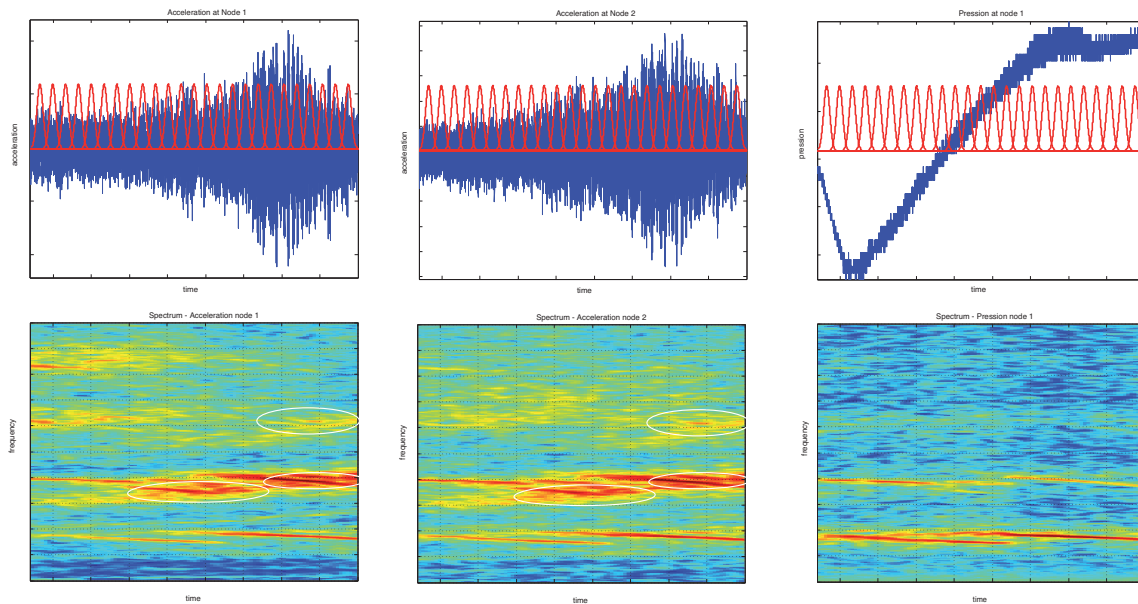 Acceleration at Node 1
acceleration
time
Acceleration at Node 2
acceleration
time
Pression at node 1
pression
time
Spectrum - Acceleration node 1
frequency
time
Spectrum - Acceleration node 2
frequency
time
Spectrum - Pression node 1
frequency
time